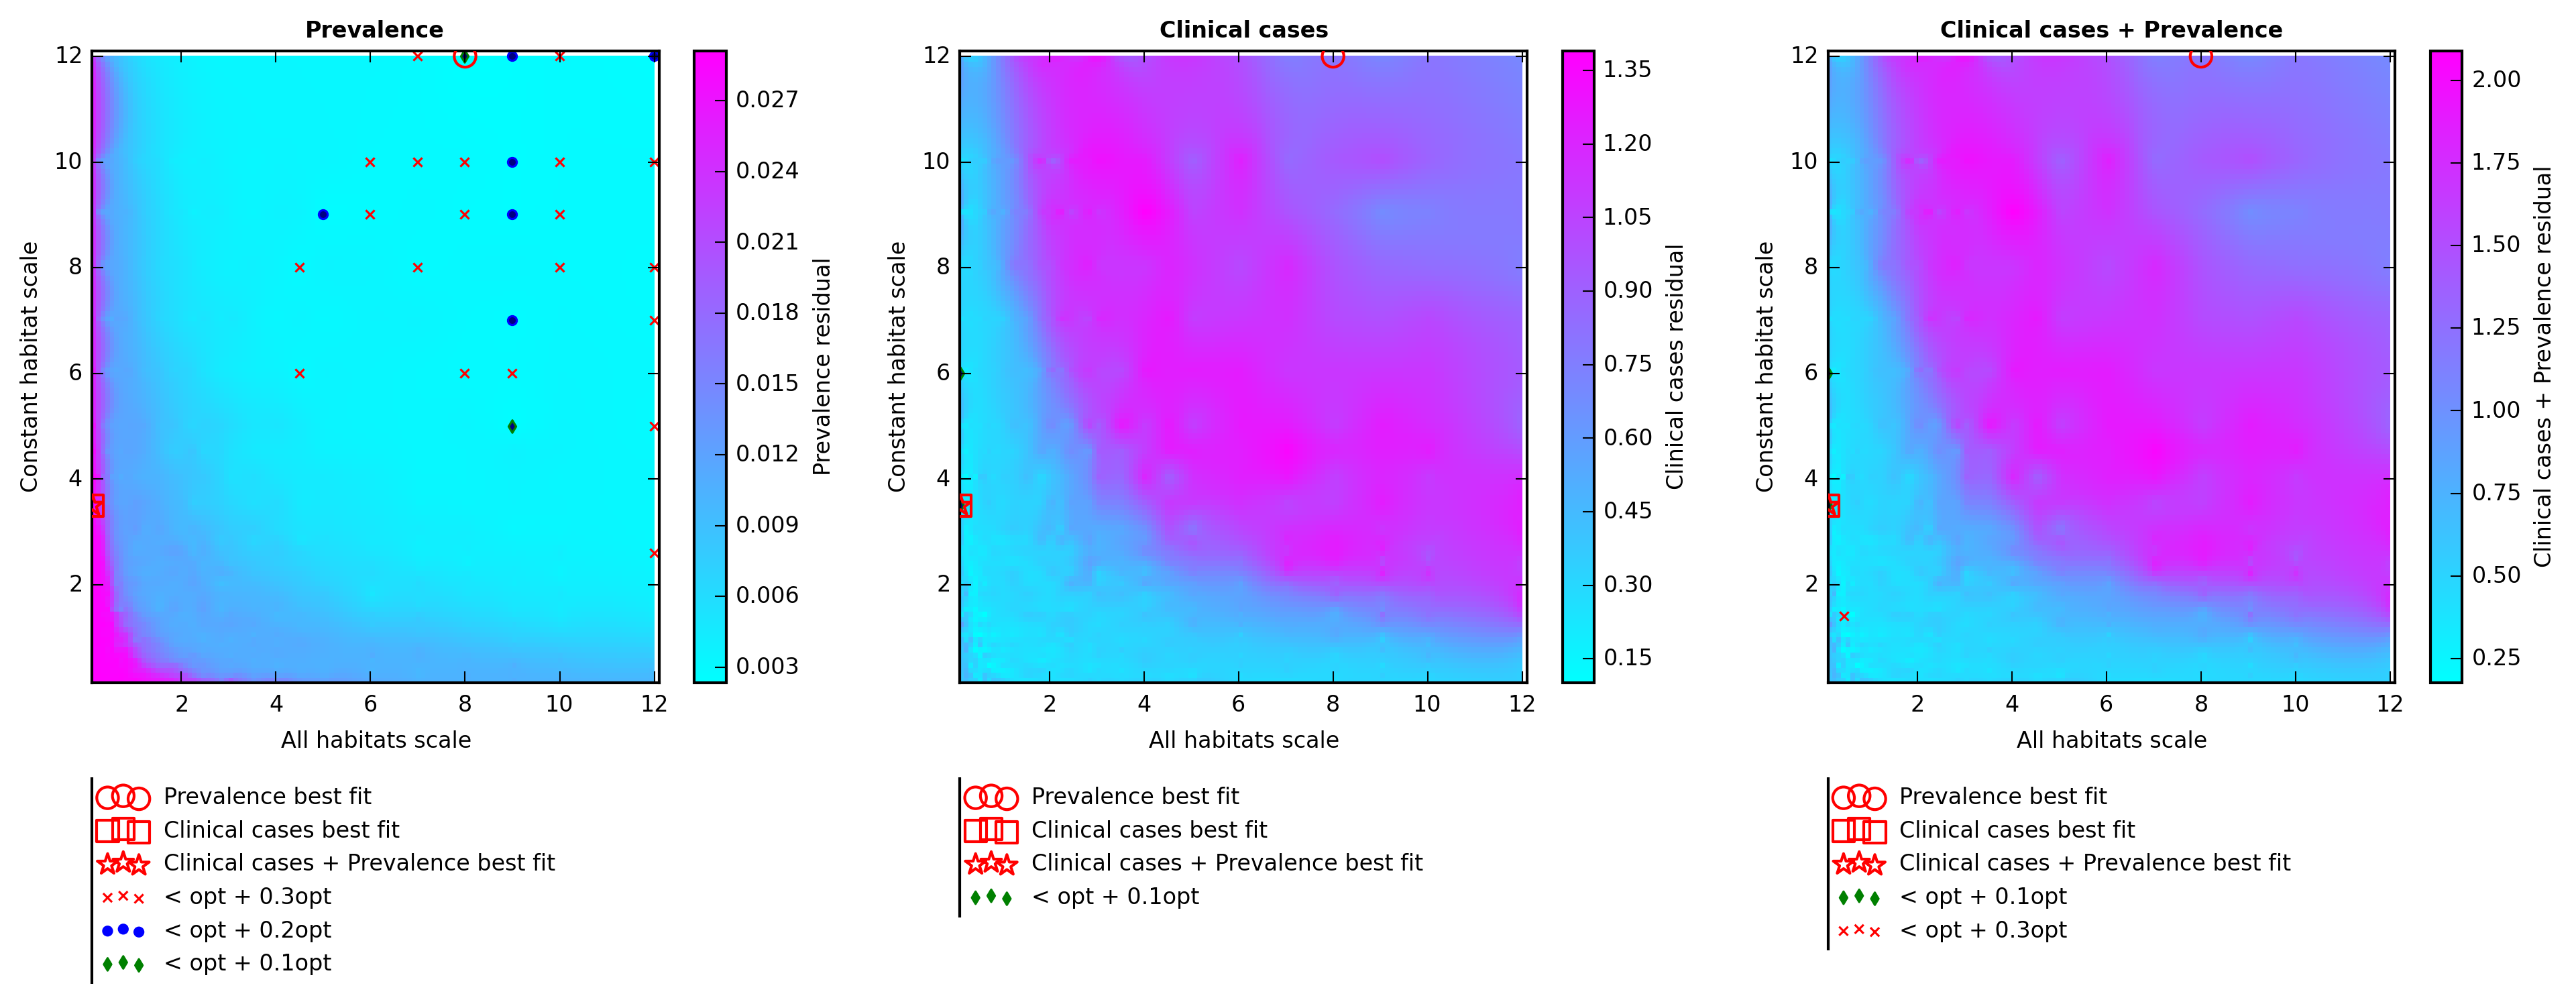 Prevalence
Clinical cases
Clinical cases + Prevalence
12
10
8
6
4
2
Constant habitat scale
2 4 6 8 10 12
All habitats scale
0.027
0.024
0.021
0.018
0.015
0.012
0.009
0.006
0.003
Prevalence residual
12
10
8
6
4
2
Constant habitat scale
2 4 6 8 10 12
All habitats scale
1.35
1.20
1.05
0.90
0.75
0.60
0.45
0.30
0.15
Clinical cases residual
12
10
8
6
4
2
Constant habitat scale
2 4 6 8 10 12
All habitats scale
2.00
1.75
1.50
1.25
1.00
0.75
0.50
0.25
Clinical cases + Prevalence residual
Prevalence best fit
Clinical cases best fit
Clinical cases + Prevalence best fit
< opt + 0.3opt
< opt + 0.2opt
< opt + 0.1opt
Prevalence best fit
Clinical cases best fit
Clinical cases + Prevalence best fit
< opt + 0.1opt
Prevalence best fit
Clinical cases best fit
Clinical cases + Prevalence best fit
< opt + 0.1opt
< opt + 0.3opt